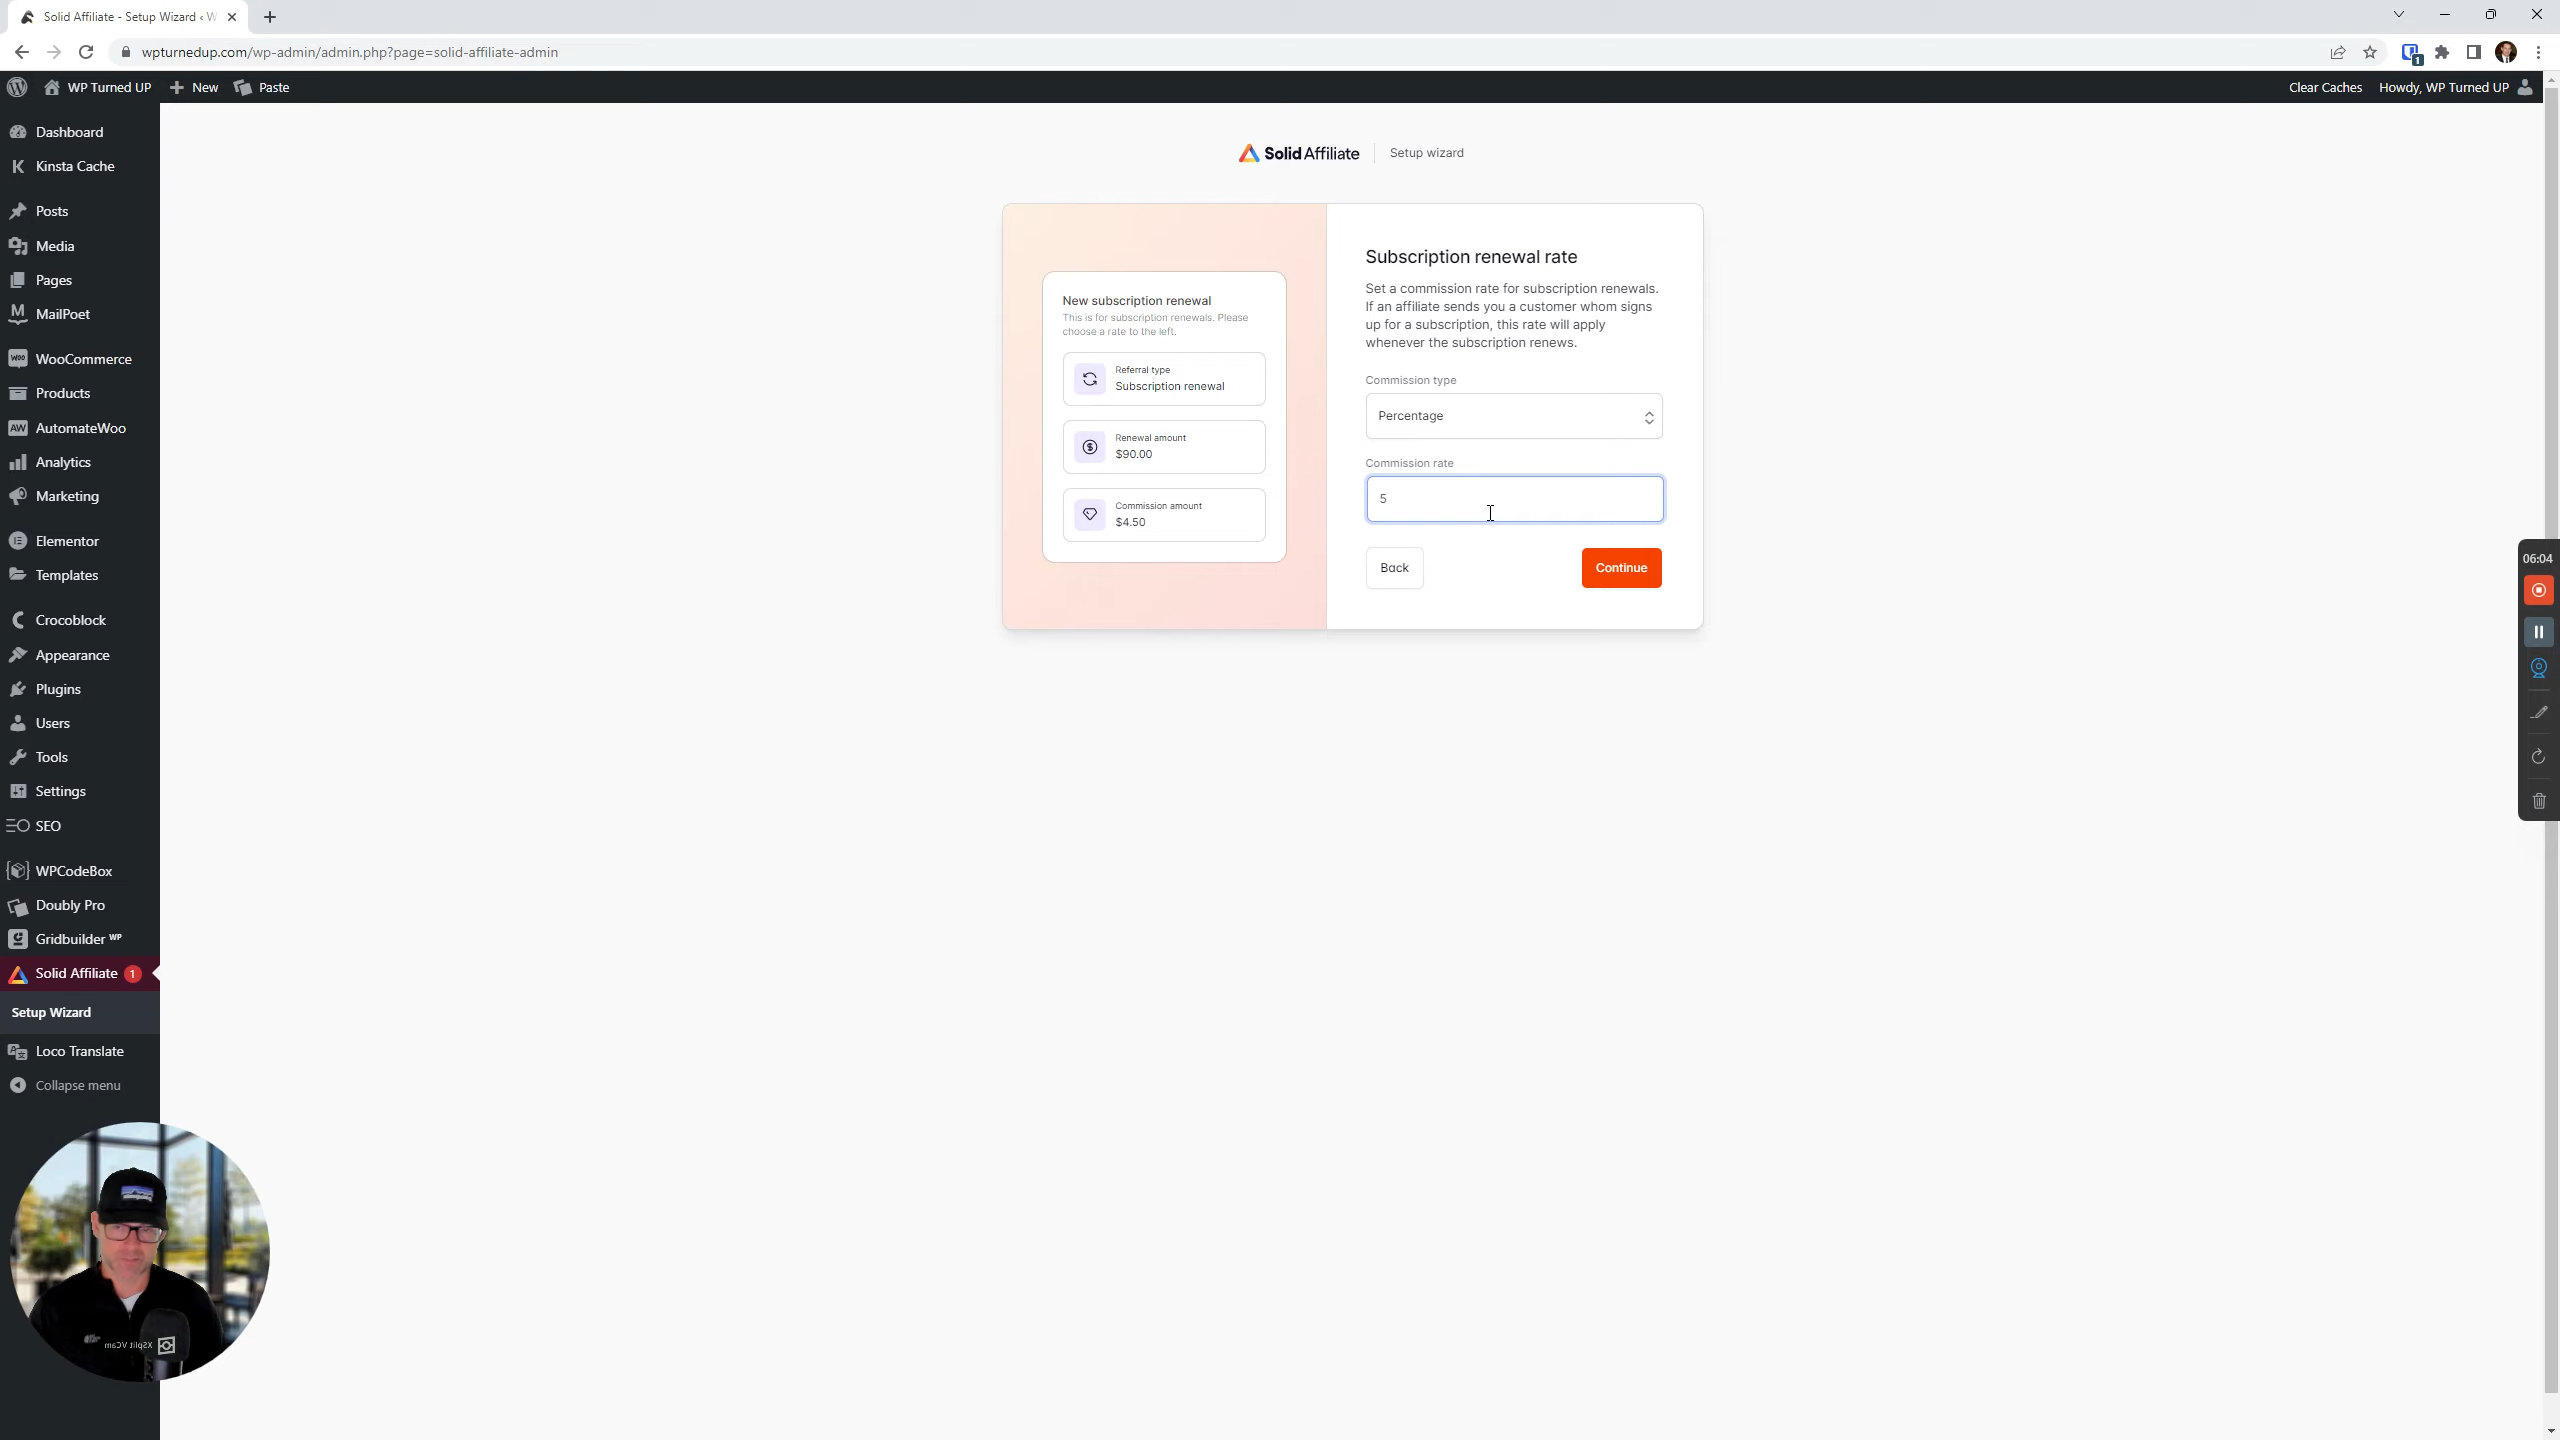 Solid Affiliate - Setup Wizard ‹ W
wpturnedup.com/wp-admin/admin.php?page=solid-affiliate-admin
1
WP Turned UP
New
Paste
Clear Caches
Howdy, WP Turned UP
Dashboard
Kinsta Cache
Posts
Media
Pages
MailPoet
WooCommerce
Products
AutomateWoo
Analytics
Marketing
Elementor
Templates
Crocoblock
Appearance
Plugins
Users
Tools
Settings
SEO
WPCodeBox
Doubly Pro
Gridbuilder WP
Solid Affiliate 1
Setup Wizard
Loco Translate
Collapse menu
Solid Affiliate
Setup wizard
New subscription renewal
This is for subscription renewals. Please
choose a rate to the left.
Referral type
Subscription renewal
Renewal amount
$90.00
Commission amount
$4.50
Subscription renewal rate
Set a commission rate for subscription renewals.
If an affiliate sends you a customer whom signs
up for a subscription, this rate will apply
whenever the subscription renews.
Commission type
Percentage
Commission rate
5
Back
Continue
06:04
XSplit VCam